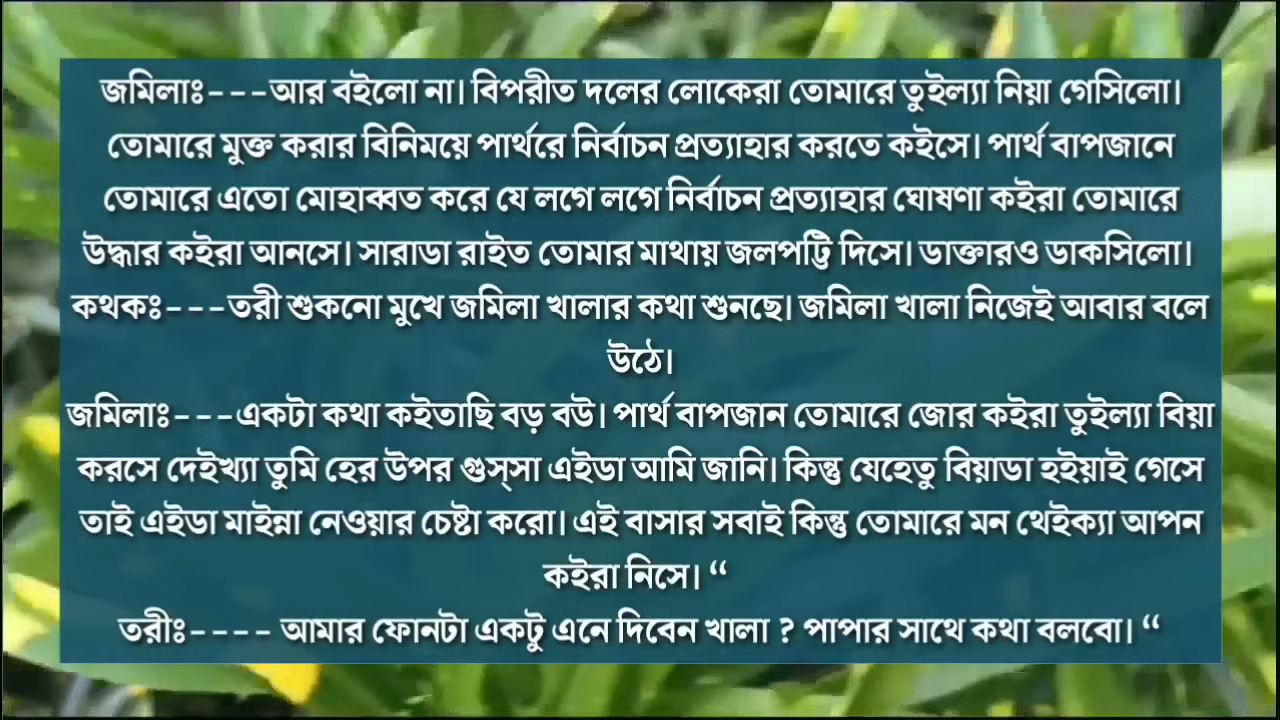 জমিলাঃ---আর বইলো না। বিপরীত দলের লোকেরা তোমারে তুইল্যা নিয়া গেসিলো।
তোমারে মুক্ত করার বিনিময়ে পার্থরে নির্বাচন প্রত্যাহার করতে কইসে। পার্থ বাপজানে
তোমারে এতো মোহাব্বত করে যে লগে লগে নির্বাচন প্রত্যাহার ঘোষণা কইরা তোমারে
উদ্ধার কইরা আনসে। সারাডা রাইত তোমার মাথায় জলপট্টি দিসে। ডাক্তারও ডাকসিলো।
কথকঃ---তরী শুকনো মুখে জমিলা খালার কথা শুনছে। জমিলা খালা নিজেই আবার বলে
উঠে।
জমিলাঃ---একটা কথা কইতাছি বড় বউ। পার্থ বাপজান তোমারে জোর কইরা তুইল্যা বিয়া
করসে দেইখ্যা তুমি হের উপর গুস্সা এইডা আমি জানি। কিন্তু যেহেতু বিয়াডা হইয়াই গেসে
তাই এইডা মাইন্না নেওয়ার চেষ্টা করো। এই বাসার সবাই কিন্তু তোমারে মন থেইক্যা আপন
কইরা নিসে। “
তরীঃ---- আমার ফোনটা একটু এনে দিবেন খালা ? পাপার সাথে কথা বলবো। “